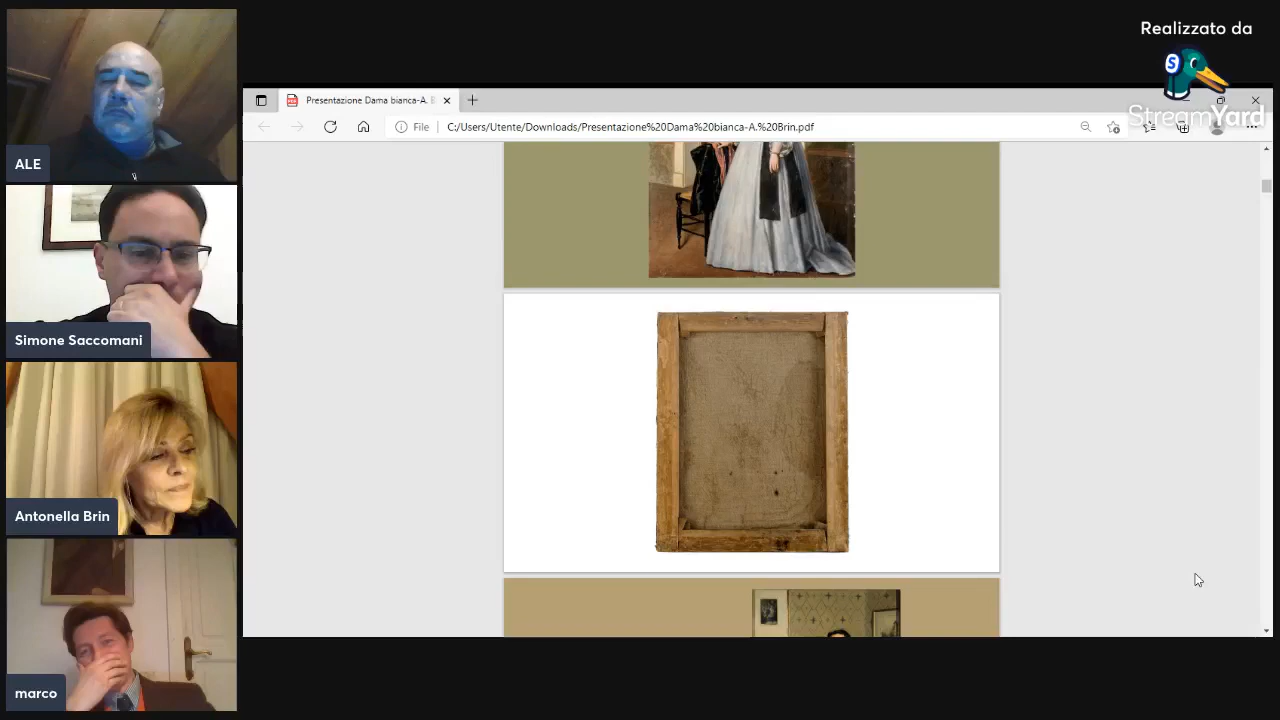 Realizzato da
StreamYard
Presentazione Dama bianca-A. B
File
C:/Users/Utente/Downloads/Presentazione%20Dama%20bianca-A.%20Brin.pdf
ALE
Simone Saccomani
Antonella Brin
marco